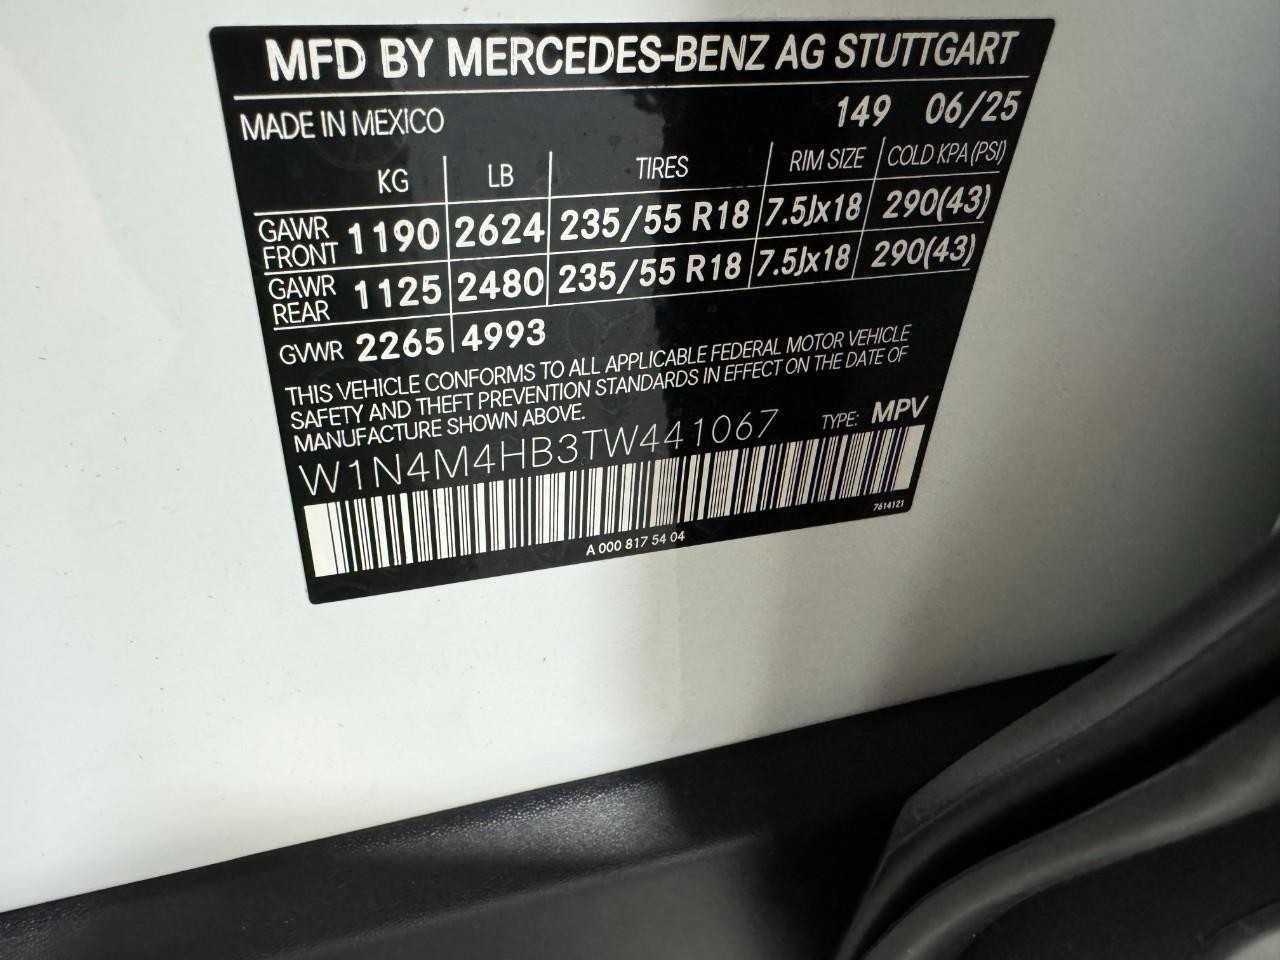 MFD BY MERCEDES-BENZ AG STUTTGART
MADE IN MEXICO 149 06/25
KG LB TIRES RIM SIZE COLD KPA (PSI)
GAWR FRONT 1190 2624 235/55 R18 7.5Jx18 290(43)
GAWR REAR 1125 2480 235/55 R18 7.5Jx18 290(43)
GVWR 2265 4993
THIS VEHICLE CONFORMS TO ALL APPLICABLE FEDERAL MOTOR VEHICLE
SAFETY AND THEFT PREVENTION STANDARDS IN EFFECT ON THE DATE OF
MANUFACTURE SHOWN ABOVE.
W1N4M4HB3TW441067 TYPE: MPV
7614121
A 000 817 54 04